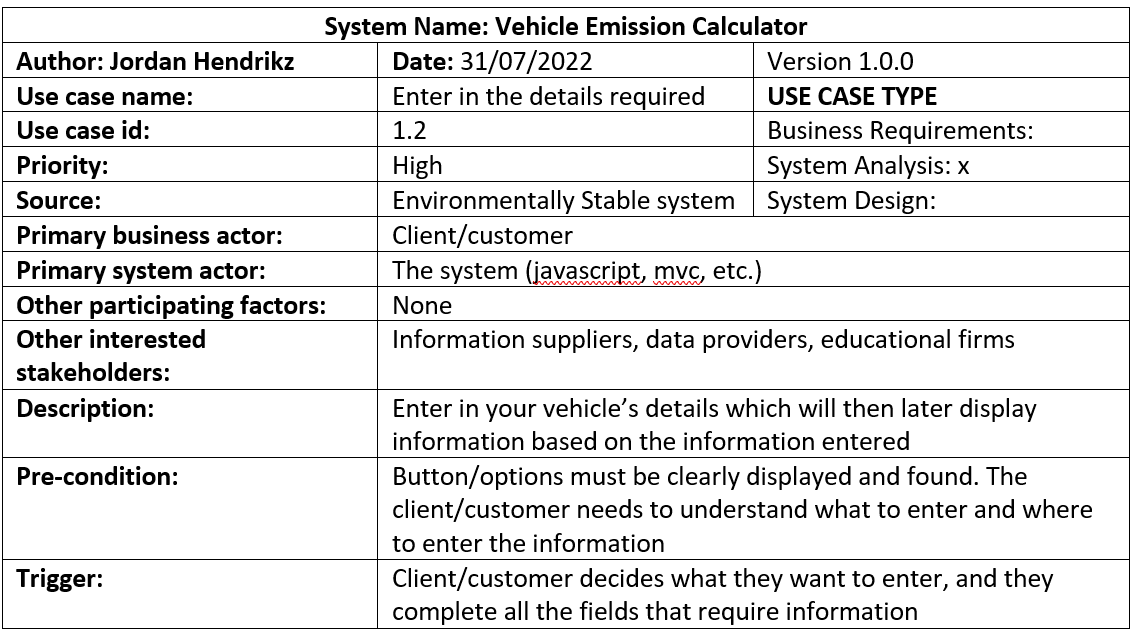 System Name: Vehicle Emission Calculator
Author: Jordan Hendrikz Date: 31/07/2022 Version 1.0.0
Use case name: Enter in the details required USE CASE TYPE
Use case id: 1.2 Business Requirements:
Priority: High System Analysis: x
Source: Environmentally Stable system System Design:
Primary business actor: Client/customer
Primary system actor: The system (javascript, mvc, etc.)
Other participating factors: None
Other interested Information suppliers, data providers, educational firms
stakeholders:
Description: Enter in your vehicle’s details which will then later display
information based on the information entered
Pre-condition: Button/options must be clearly displayed and found. The
client/customer needs to understand what to enter and where
to enter the information
Trigger: Client/customer decides what they want to enter, and they
complete all the fields that require information